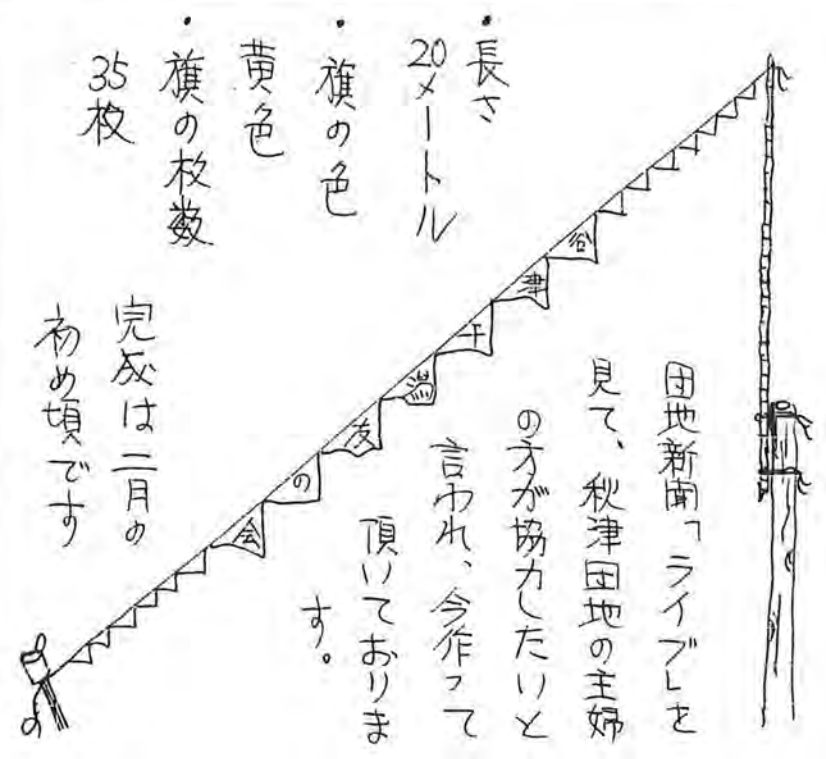 ・長さ
20メートル
・旗の色
黄色
・旗の枚数
35枚
谷津干潟友の会
団地新聞「ライブ」を
見て、秋津団地の主婦
の方が協力したいと
言われ、今作って
頂いておりま
す。
完成は二月の
初め頃です